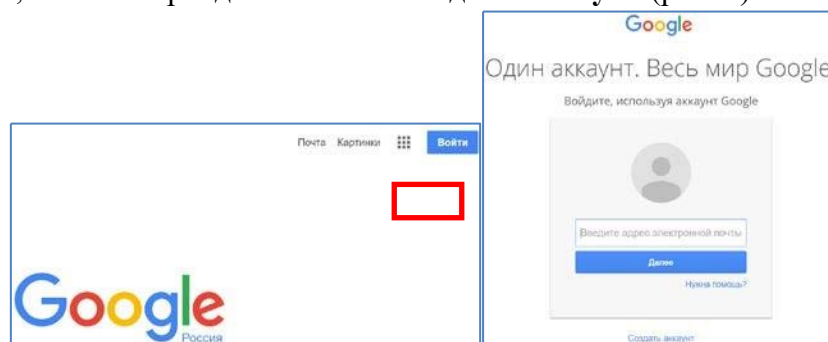 Почта Картинки Войти
Google
Россия
Google
Один аккаунт. Весь мир Google
Войдите, используя аккаунт Google
Введите адрес электронной почты
Далее
Нужна помощь?
Создать аккаунт